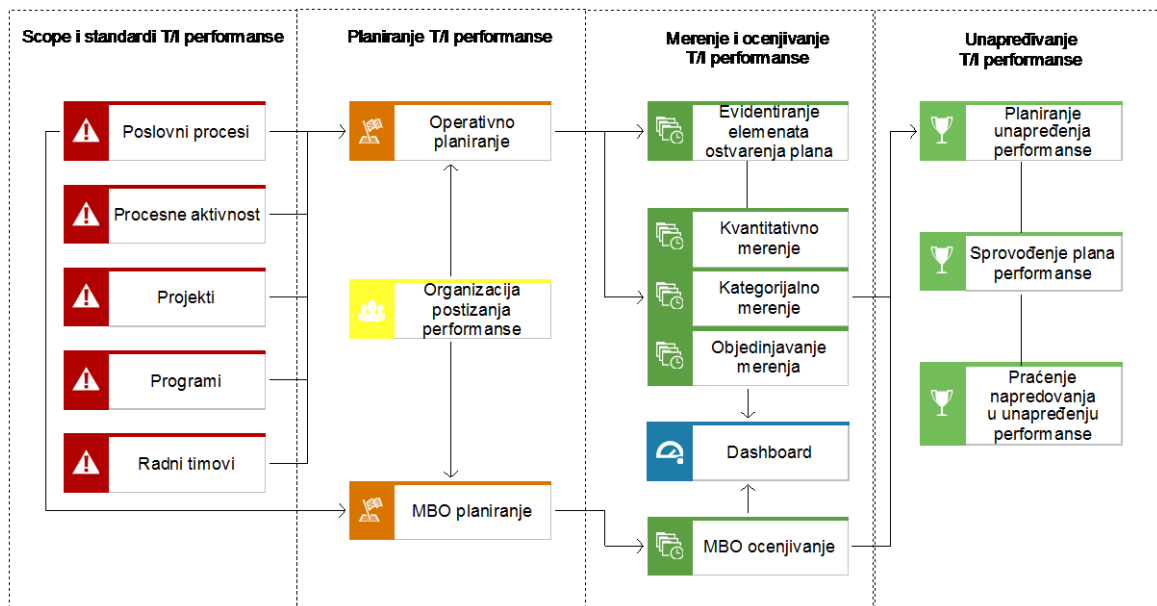 Scope i standardi T/I performanse
Poslovni procesi
Procesne aktivnost
Projekti
Programi
Radni timovi
Planiranje T/I performanse
Operativno
planiranje
Organizacija
postizanja
performanse
MBO planiranje
Merenje i ocenjivanje
T/I performanse
Evidentiranje
elemenata
ostvarenja plana
Kvantitativno
merenje
Kategorijalno
merenje
Objedinjavanje
merenja
Dashboard
MBO ocenjivanje
Unapređivanje
T/I performanse
Planiranje
unapređenja
performanse
Sprovođenje plana
performanse
Praćenje
napredovanja
u unapređenju
performanse